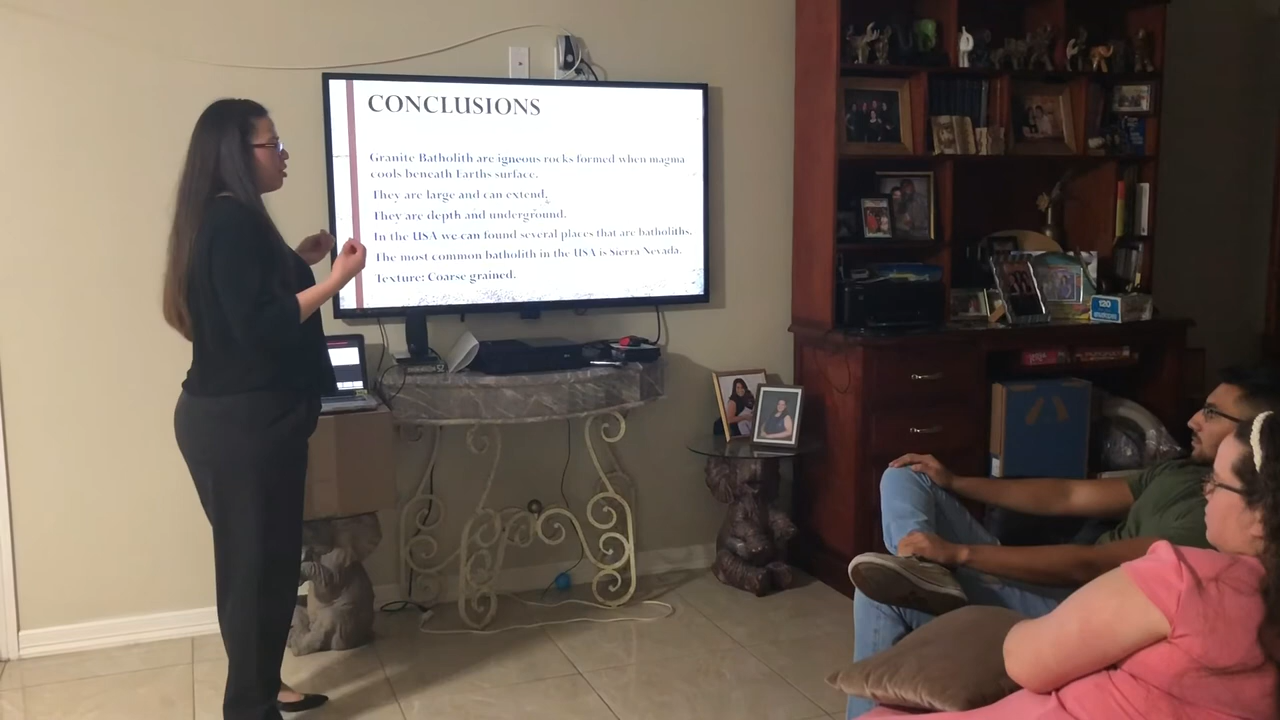 CONCLUSIONS
Granite Batholith are igneous rocks formed when magma
cools beneath Earths surface.
They are large and can extend.
They are depth and underground.
In the USA we can found several places that are batholiths.
The most common batholith in the USA is Sierra Nevada.
Texture: Coarse grained.
120